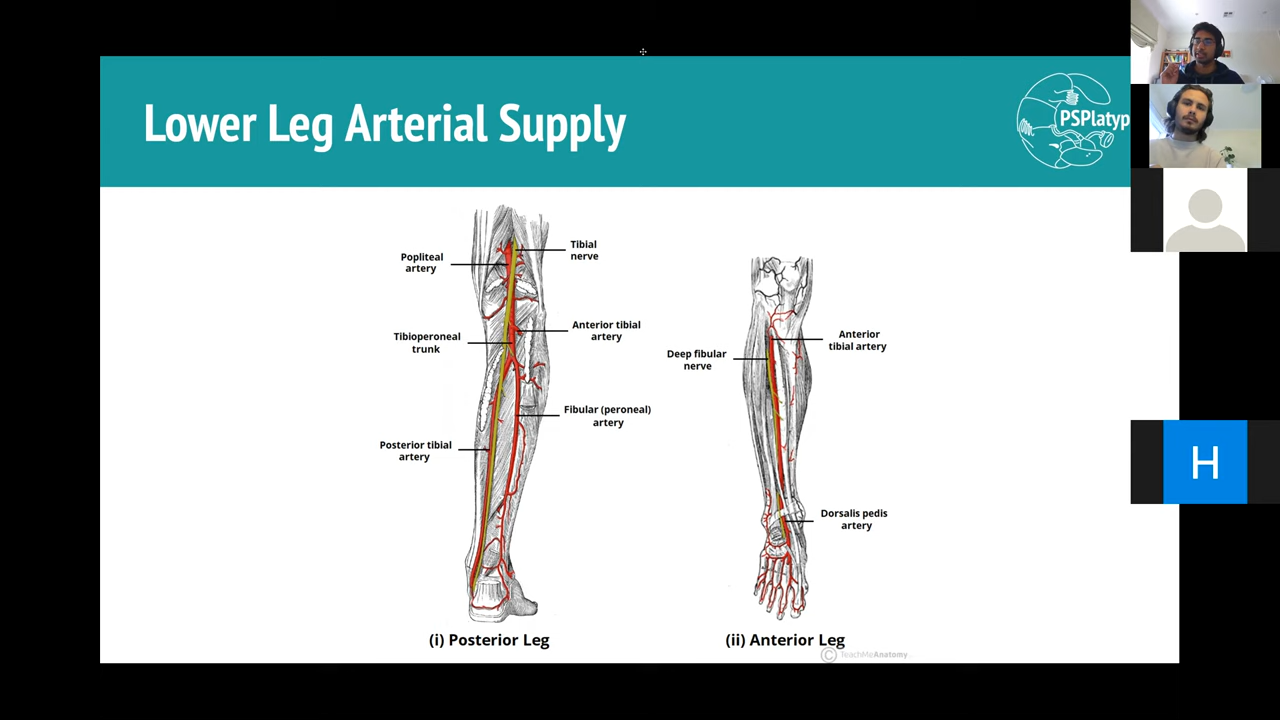 Lower Leg Arterial Supply
PSPlatyp
Popliteal
artery
Tibial
nerve
Tibioperoneal
trunk
Anterior tibial
artery
Fibular (peroneal)
artery
Posterior tibial
artery
(i) Posterior Leg
Anterior
tibial artery
Deep fibular
nerve
Dorsalis pedis
artery
(ii) Anterior Leg
© TeachMeAnatomy
H